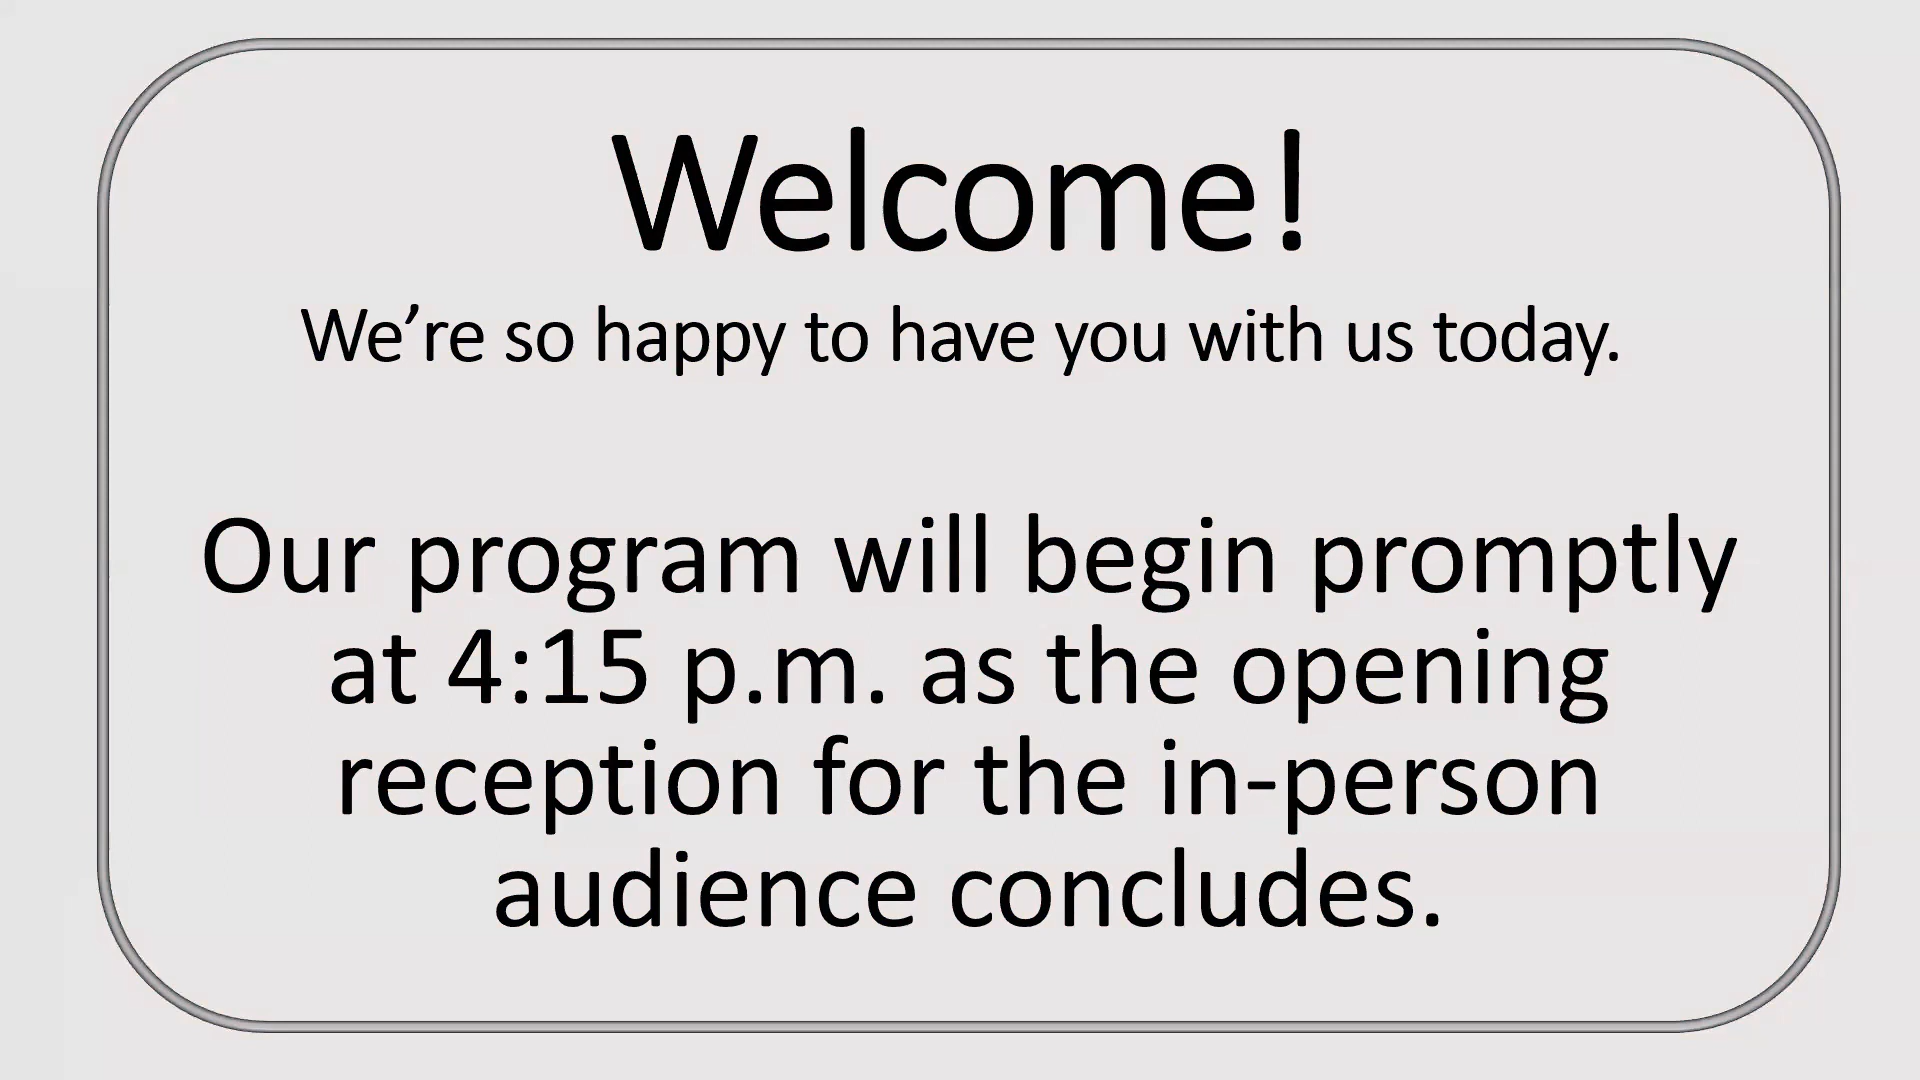 Welcome!
We’re so happy to have you with us today.
Our program will begin promptly
at 4:15 p.m. as the opening
reception for the in-person
audience concludes.